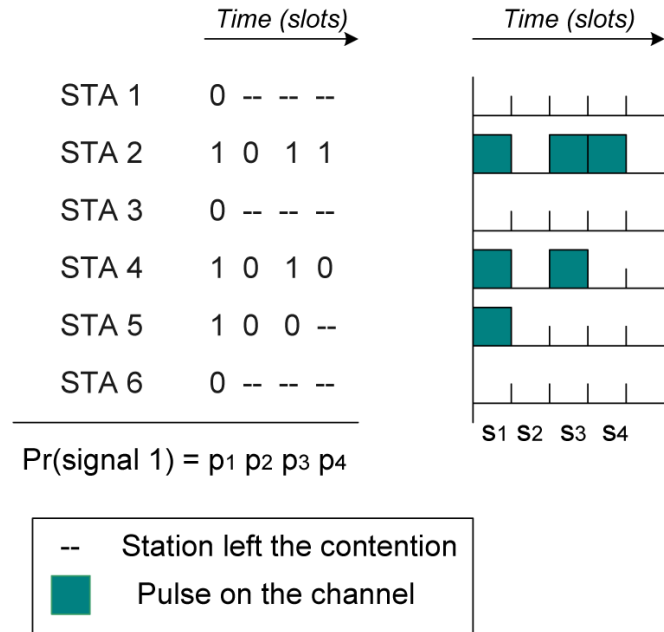 Time (slots) Time (slots)
STA 1 0 -- -- --
STA 2 1 0 1 1
STA 3 0 -- -- --
STA 4 1 0 1 0
STA 5 1 0 0 --
STA 6 0 -- -- --
s1 s2 s3 s4
Pr(signal 1) = p1 p2 p3 p4
-- Station left the contention
Pulse on the channel